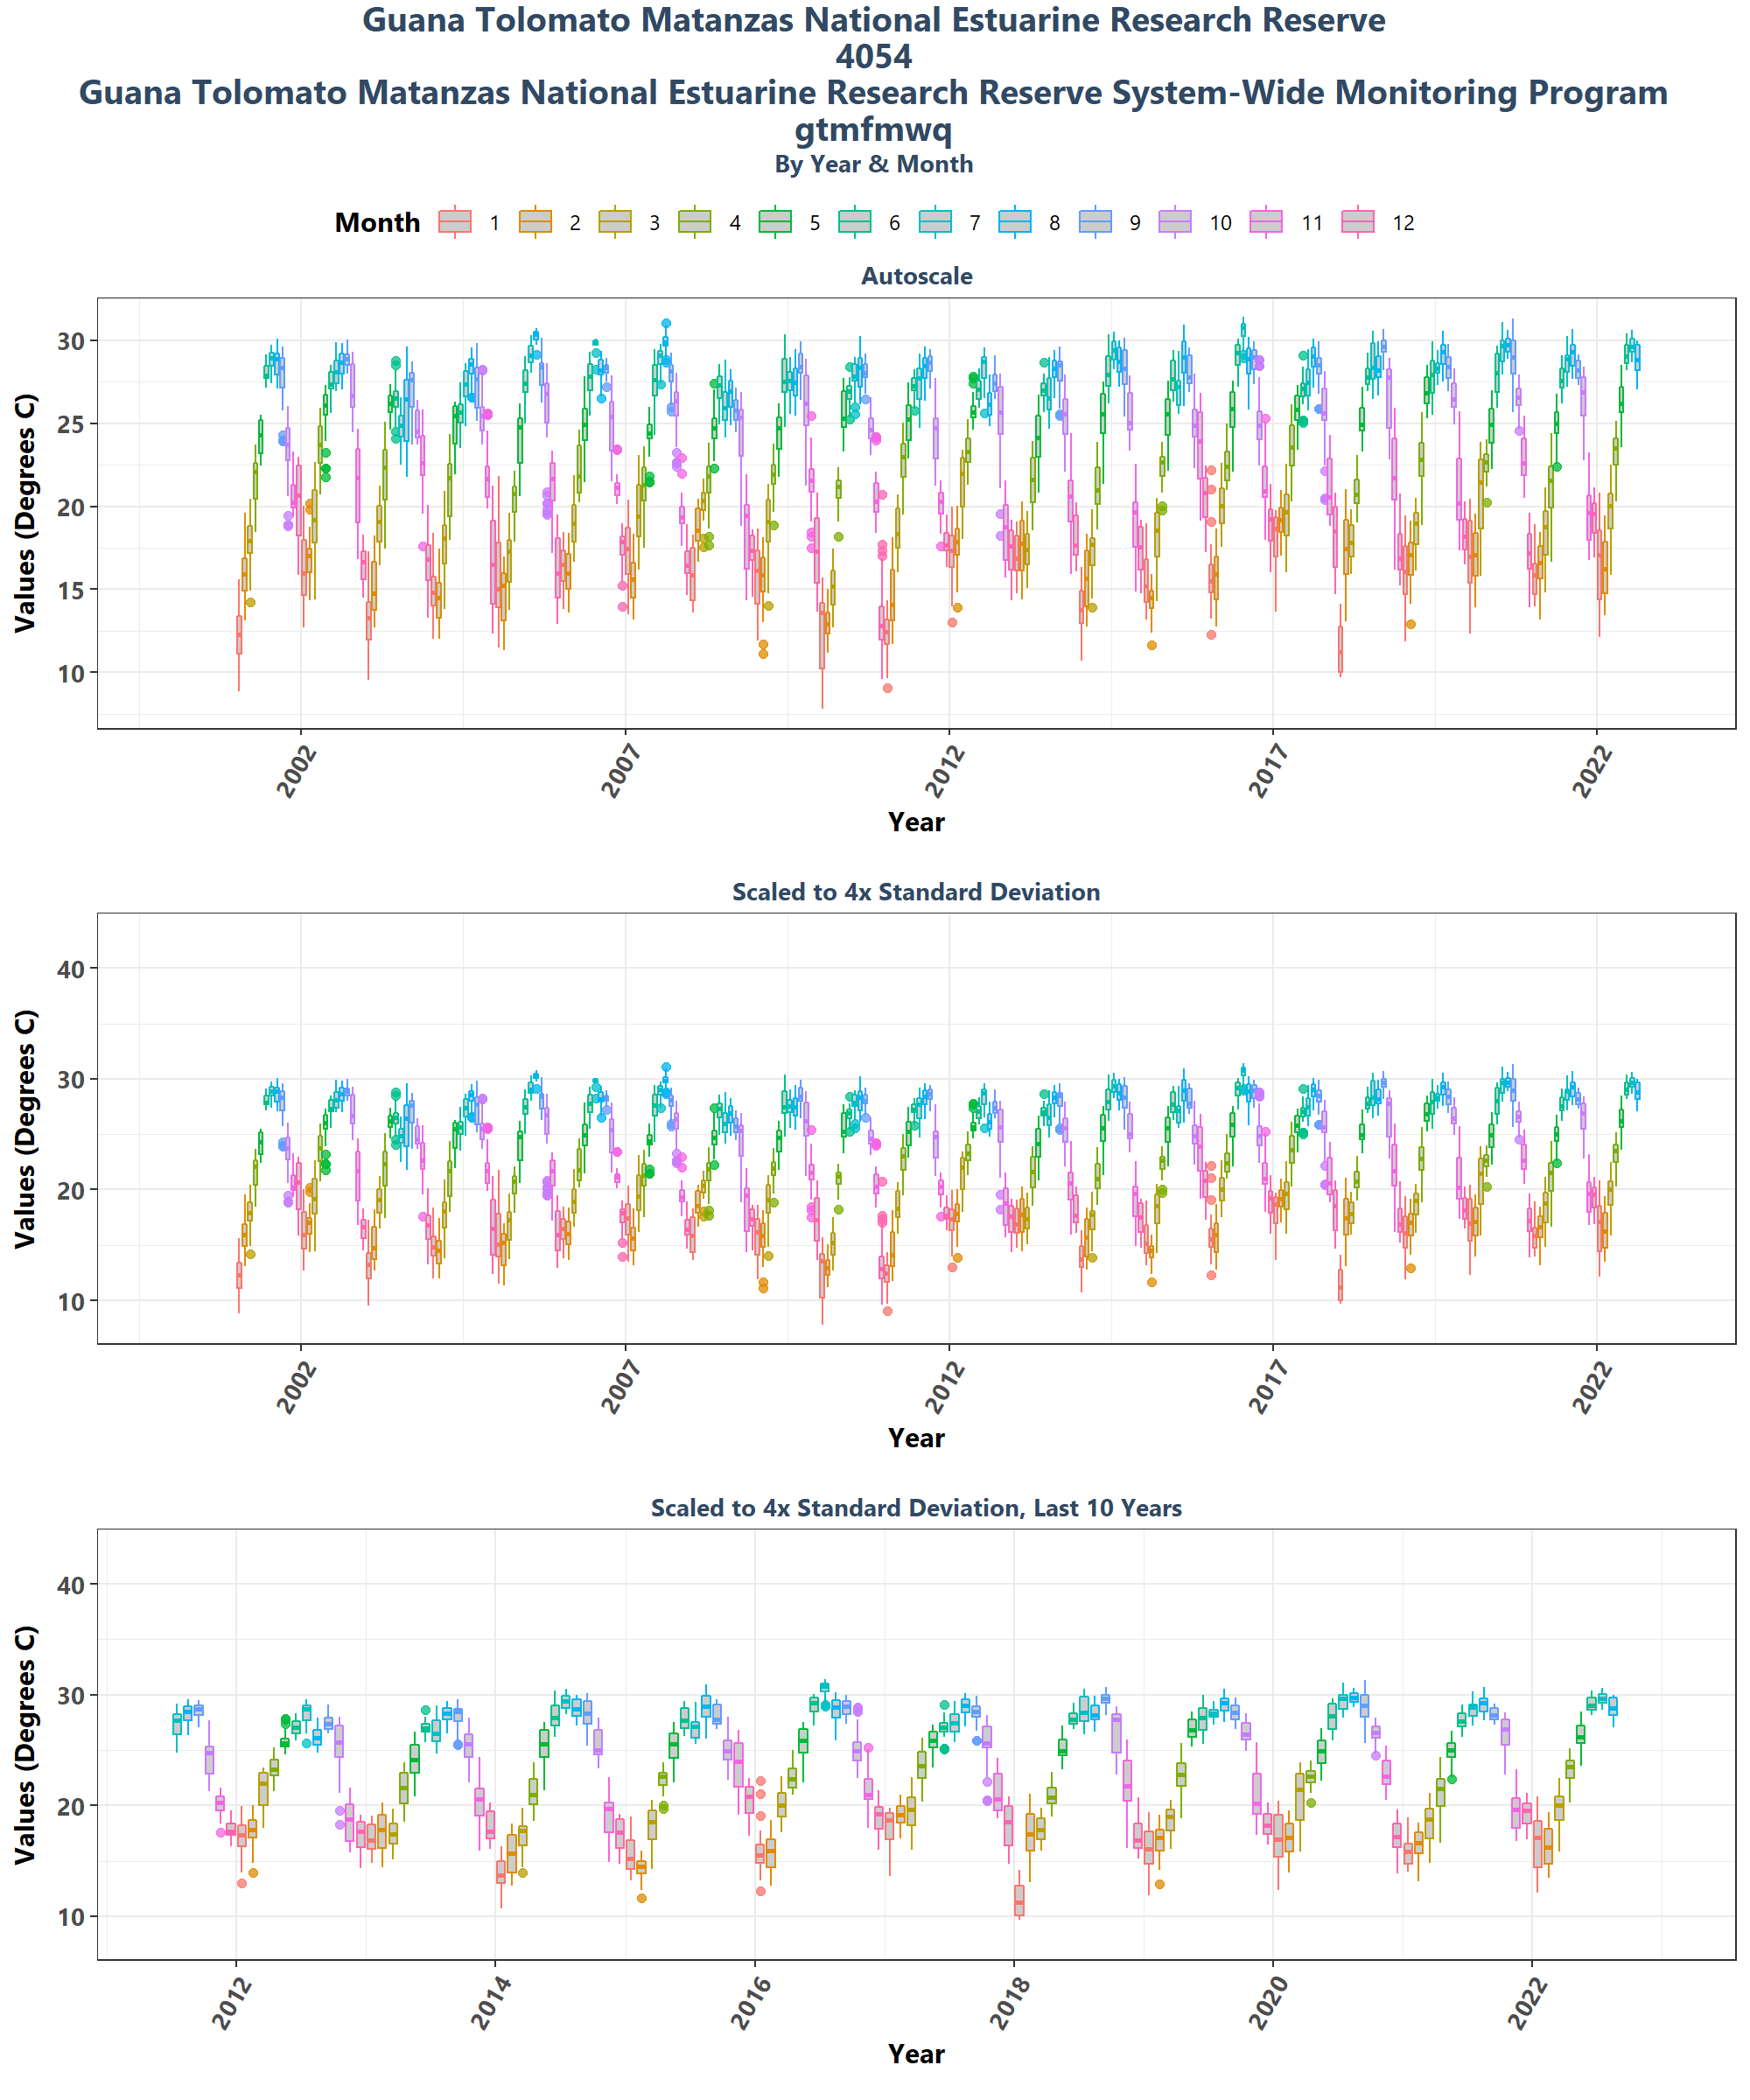 Guana Tolomato Matanzas National Estuarine Research Reserve
4054
Guana Tolomato Matanzas National Estuarine Research Reserve System-Wide Monitoring Program
gtmfmwq
By Year & Month
Month 1 2 3 4 5 6 7 8 9 10 11 12
Autoscale
Values (Degrees C)
30
25
20
15
10
2002 2007 2012 2017 2022
Year
Scaled to 4x Standard Deviation
Values (Degrees C)
40
30
20
10
2002 2007 2012 2017 2022
Year
Scaled to 4x Standard Deviation, Last 10 Years
Values (Degrees C)
40
30
20
10
2012 2014 2016 2018 2020 2022
Year